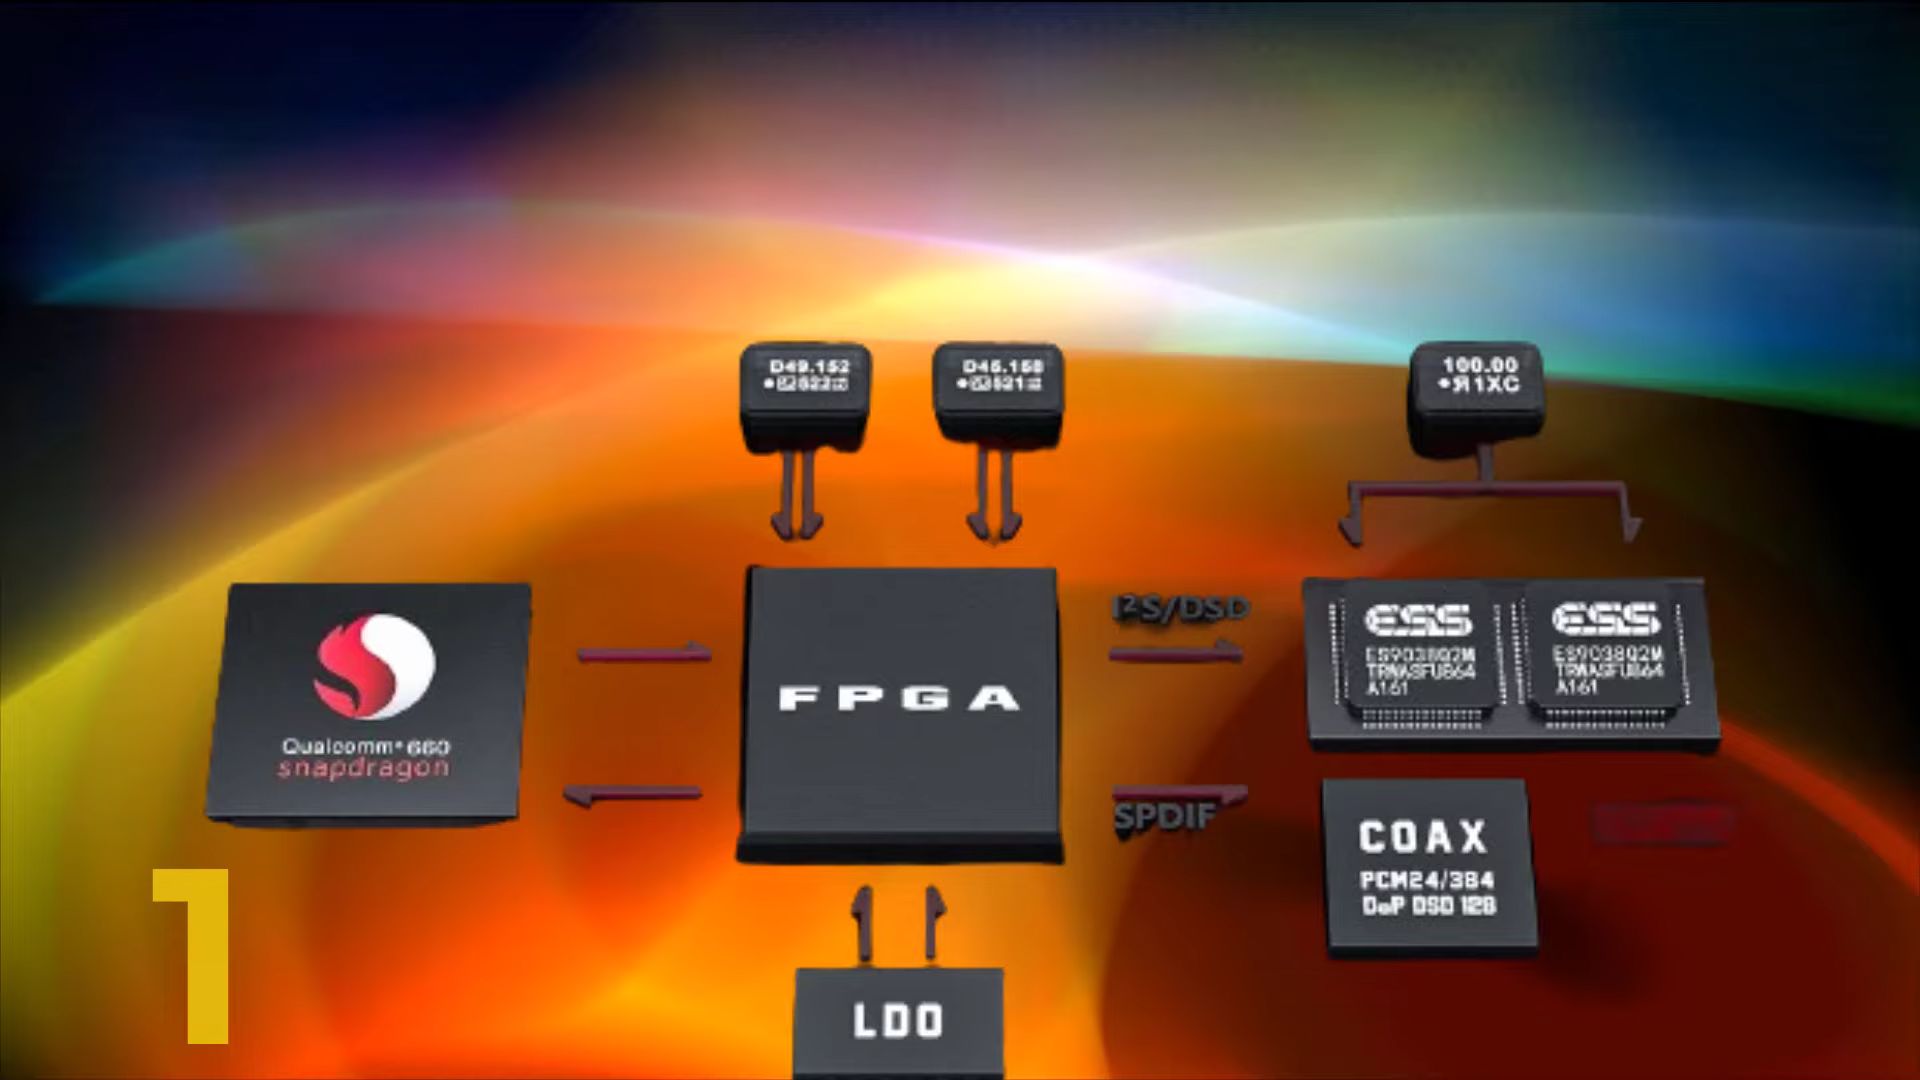 D49.152
D45.158
100.00
R1XC
Qualcomm® 660
snapdragon
FPGA
I²S/DSD
SPDIF
ESS
ES9038Q2M
A161
ESS
ES9038Q2M
A161
COAX
PCM24/384
DoP DSD 128
LDO
1